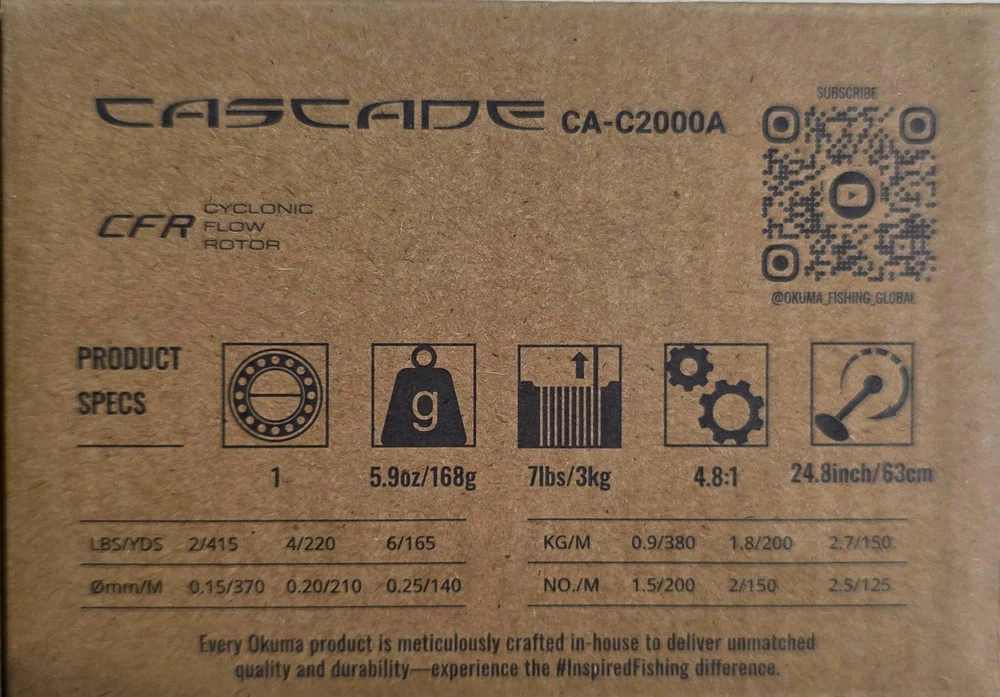 SUBSCRIBE
CASCADE CA-C2000A
CFR CYCLONIC
FLOW
ROTOR
@OKUMA_FISHING_GLOBAL
PRODUCT
SPECS
g
1 5.9oz/168g 7lbs/3kg 4.8:1 24.8inch/63cm
LBS/YDS 2/415 4/220 6/165
KG/M 0.9/380 1.8/200 2.7/150
Ømm/M 0.15/370 0.20/210 0.25/140
NO./M 1.5/200 2/150 2.5/125
Every Okuma product is meticulously crafted in-house to deliver unmatched
quality and durability—experience the #InspiredFishing difference.